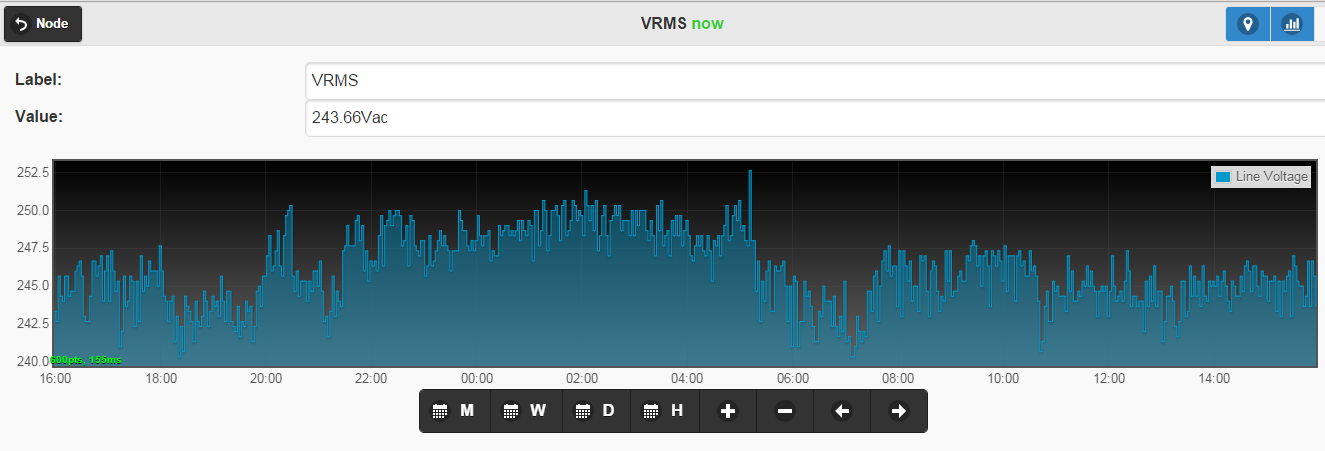 Node
VRMS now
Label:
VRMS
Value:
243.66Vac
Line Voltage
252.5
250.0
247.5
245.0
242.5
240.0
600pts, 155ms
16:00 18:00 20:00 22:00 00:00 02:00 04:00 06:00 08:00 10:00 12:00 14:00
M W D H